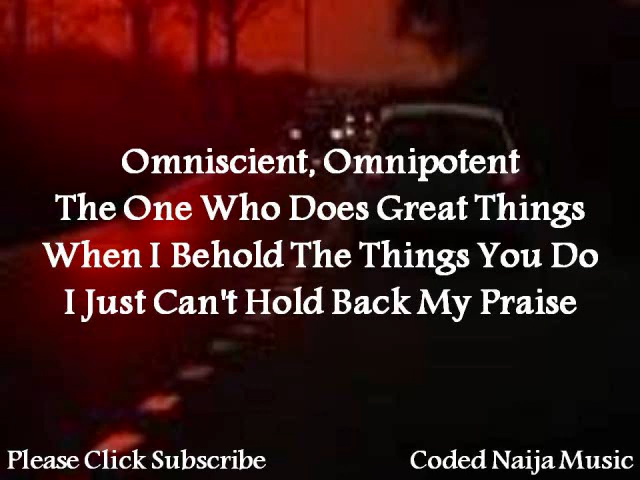 Omniscient, Omnipotent
The One Who Does Great Things
When I Behold The Things You Do
I Just Can't Hold Back My Praise
Please Click Subscribe
Coded Naija Music